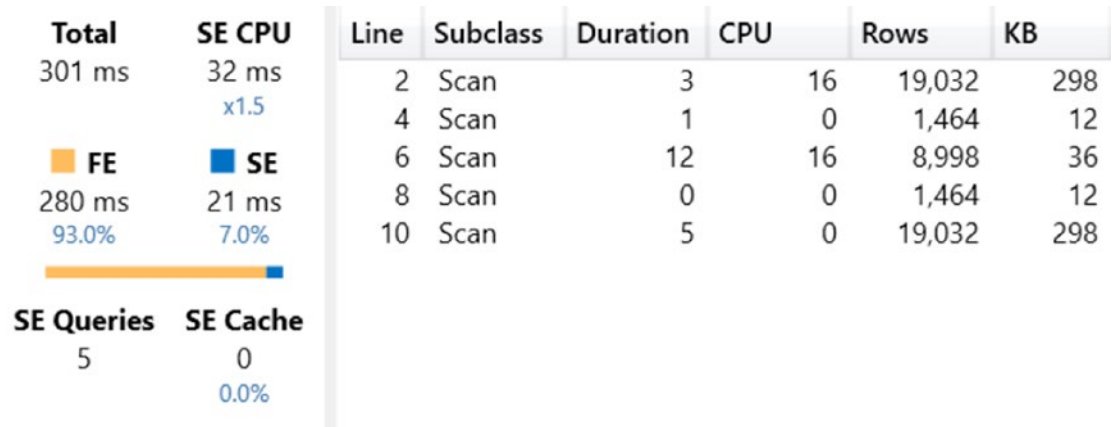 Total SE CPU
301 ms 32 ms
x1.5
FE SE
280 ms 21 ms
93.0% 7.0%
SE Queries SE Cache
5 0
0.0%
Line Subclass Duration CPU Rows KB
2 Scan 3 16 19,032 298
4 Scan 1 0 1,464 12
6 Scan 12 16 8,998 36
8 Scan 0 0 1,464 12
10 Scan 5 0 19,032 298